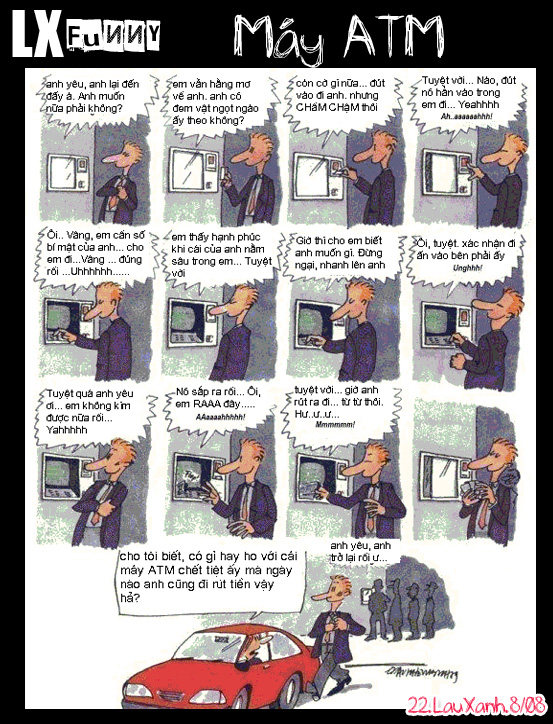 LX FuNNY Máy ATM
anh yêu, anh lại đến
đấy à. Anh muốn
nữa phải không?
em vẫn hằng mơ
về anh. anh có
đem vật ngọt ngào
ấy theo không?
còn cờ gì nữa... đút
vào đi anh. nhưng
CHẦM CHẬM thôi
Tuyệt vời... Nào, đút
nó hẳn vào trong
em đi... Yeahhhh
Ah..aaaaaahhh!
Ôi.. Vâng, em cần số
bí mật của anh... cho
em đi...Vâng ... đúng
rồi ...Uhhhhhh......
em thấy hạnh phúc
khi cái của anh nằm
sâu trong em... Tuyệt
vời
Giờ thì cho em biết
anh muốn gì. Đừng
ngại, nhanh lên anh
Ôi, tuyệt. xác nhận đi
ấn vào bên phải ấy
Unghhh!
Tuyệt quá anh yêu
ơi... em không kìm
được nữa rồi...
Yahhhhh
Nó sắp ra rồi... Ôi,
em RAAA đây.....
AAaaaahhhhh!
tuyệt vời... giờ anh
rút ra đi... từ từ thôi.
Hư..ư..ư...
Mmmmmm!
cho tôi biết, có gì hay ho với cái
máy ATM chết tiệt ấy mà ngày
nào anh cũng đi rút tiền vậy
hả?
anh yêu, anh
trở lại rồi ư...
22.LauXanh.8/08